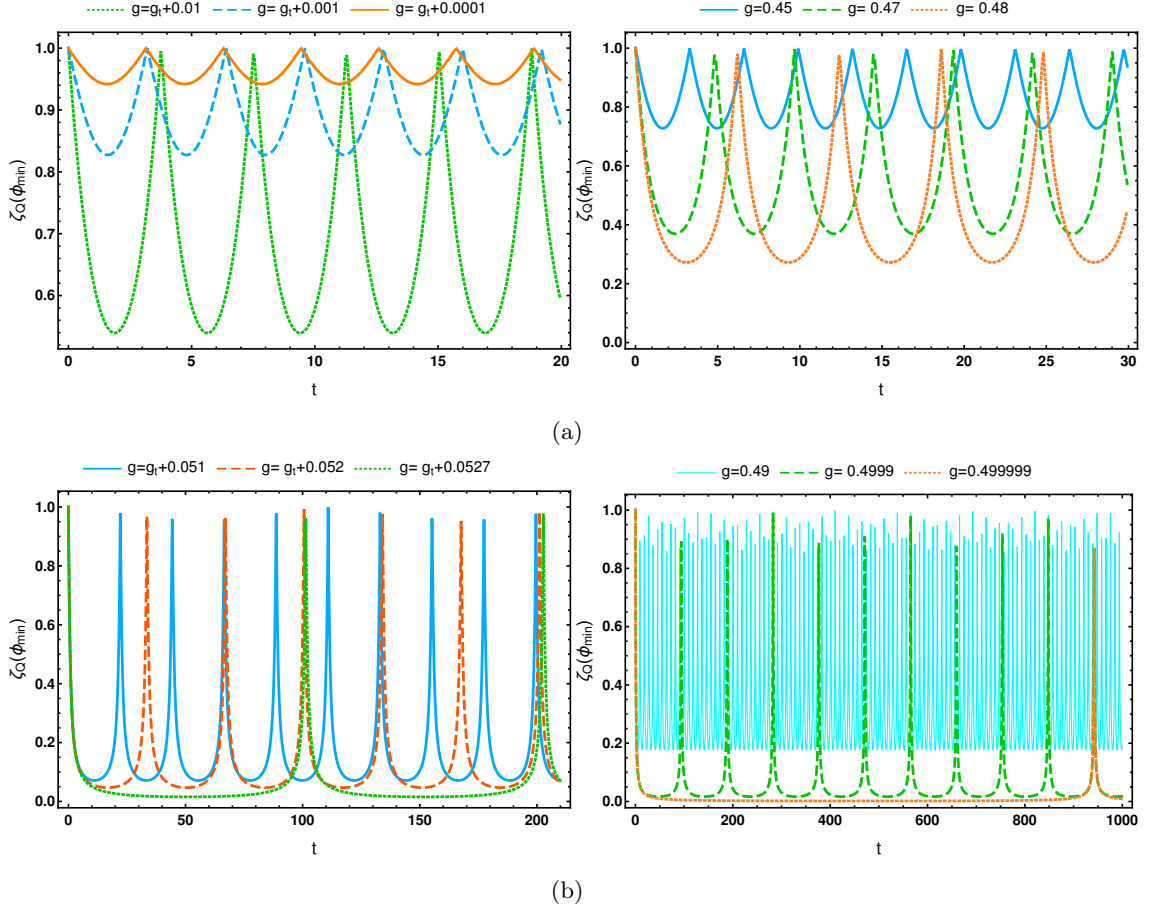 g=gt+0.01 g= gt+0.001 g= gt+0.0001
g=0.45 g= 0.47 g= 0.48
1.0
0.9
0.8
0.7
0.6
ζQ(ϕmin)
0 5 10 15 20
t
1.0
0.8
0.6
0.4
0.2
0.0
ζQ(ϕmin)
0 5 10 15 20 25 30
t
(a)
g=gt+0.051 g= gt+0.052 g= gt+0.0527
g=0.49 g= 0.4999 g=0.499999
1.0
0.8
0.6
0.4
0.2
0.0
ζQ(ϕmin)
0 50 100 150 200
t
1.0
0.8
0.6
0.4
0.2
0.0
ζQ(ϕmin)
0 200 400 600 800 1000
t
(b)